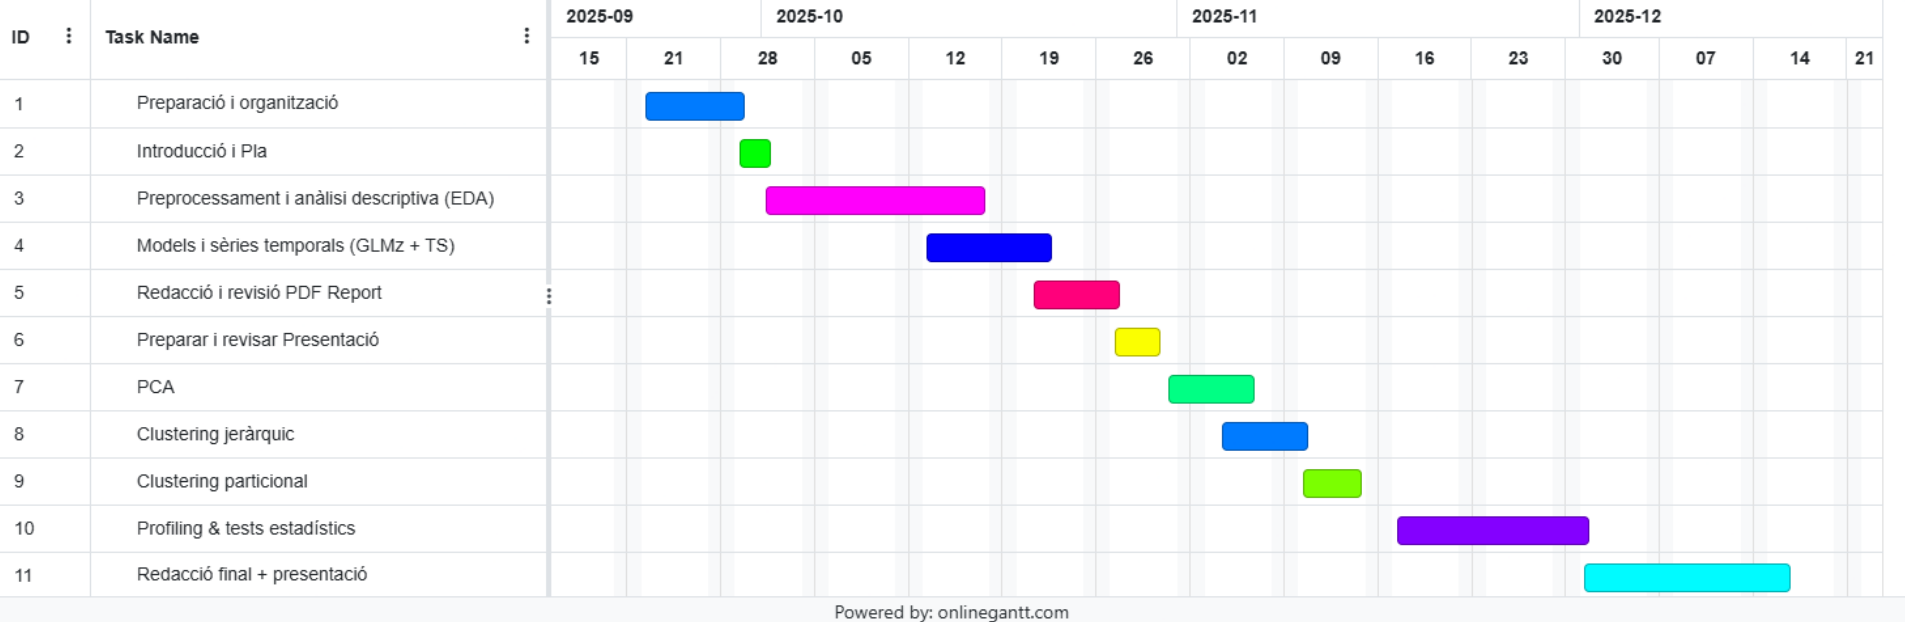 ID Task Name 2025-09 2025-10 2025-11 2025-12
15 21 28 05 12 19 26 02 09 16 23 30 07 14 21
1 Preparació i organització
2 Introducció i Pla
3 Preprocessament i anàlisi descriptiva (EDA)
4 Models i sèries temporals (GLMz + TS)
5 Redacció i revisió PDF Report
6 Preparar i revisar Presentació
7 PCA
8 Clustering jeràrquic
9 Clustering particional
10 Profiling & tests estadístics
11 Redacció final + presentació
Powered by: onlinegantt.com